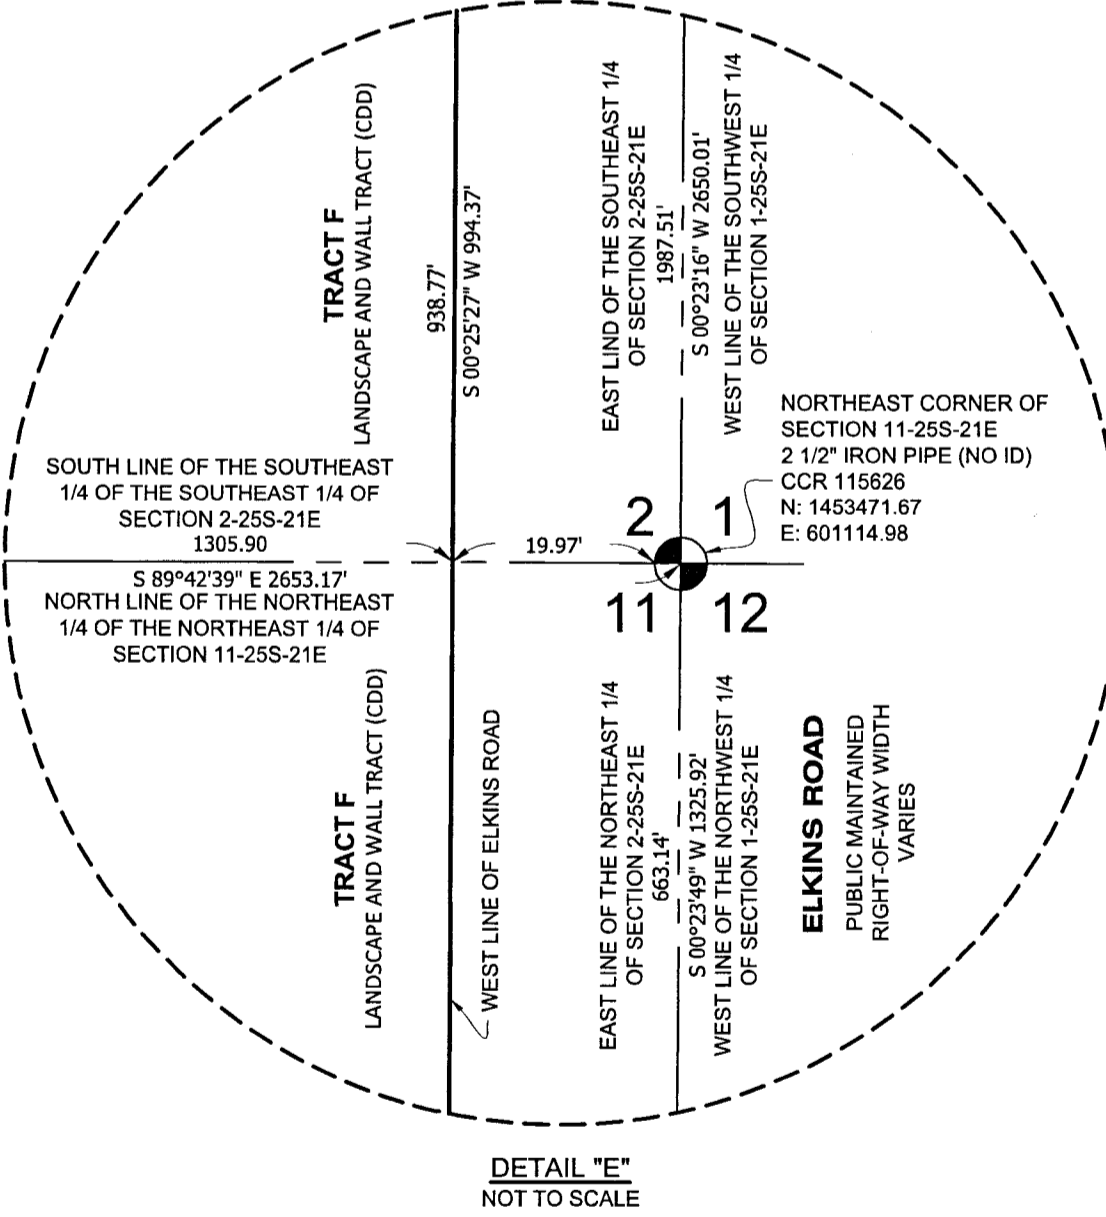 TRACT F
LANDSCAPE AND WALL TRACT (CDD)
938.77'
S 00°25'27" W 994.37'
EAST LIND OF THE SOUTHEAST 1/4
OF SECTION 2-25S-21E
1987.51'
S 00°23'16" W 2650.01'
WEST LINE OF THE SOUTHWEST 1/4
OF SECTION 1-25S-21E
NORTHEAST CORNER OF
SECTION 11-25S-21E
2 1/2" IRON PIPE (NO ID)
CCR 115626
N: 1453471.67
E: 601114.98
SOUTH LINE OF THE SOUTHEAST
1/4 OF THE SOUTHEAST 1/4 OF
SECTION 2-25S-21E
1305.90
19.97'
2
1
11
12
S 89°42'39" E 2653.17'
NORTH LINE OF THE NORTHEAST
1/4 OF THE NORTHEAST 1/4 OF
SECTION 11-25S-21E
TRACT F
LANDSCAPE AND WALL TRACT (CDD)
WEST LINE OF ELKINS ROAD
EAST LINE OF THE NORTHEAST 1/4
OF SECTION 2-25S-21E
663.14'
S 00°23'49" W 1325.92'
WEST LINE OF THE NORTHWEST 1/4
OF SECTION 1-25S-21E
ELKINS ROAD
PUBLIC MAINTAINED
RIGHT-OF-WAY WIDTH
VARIES
DETAIL "E"
NOT TO SCALE